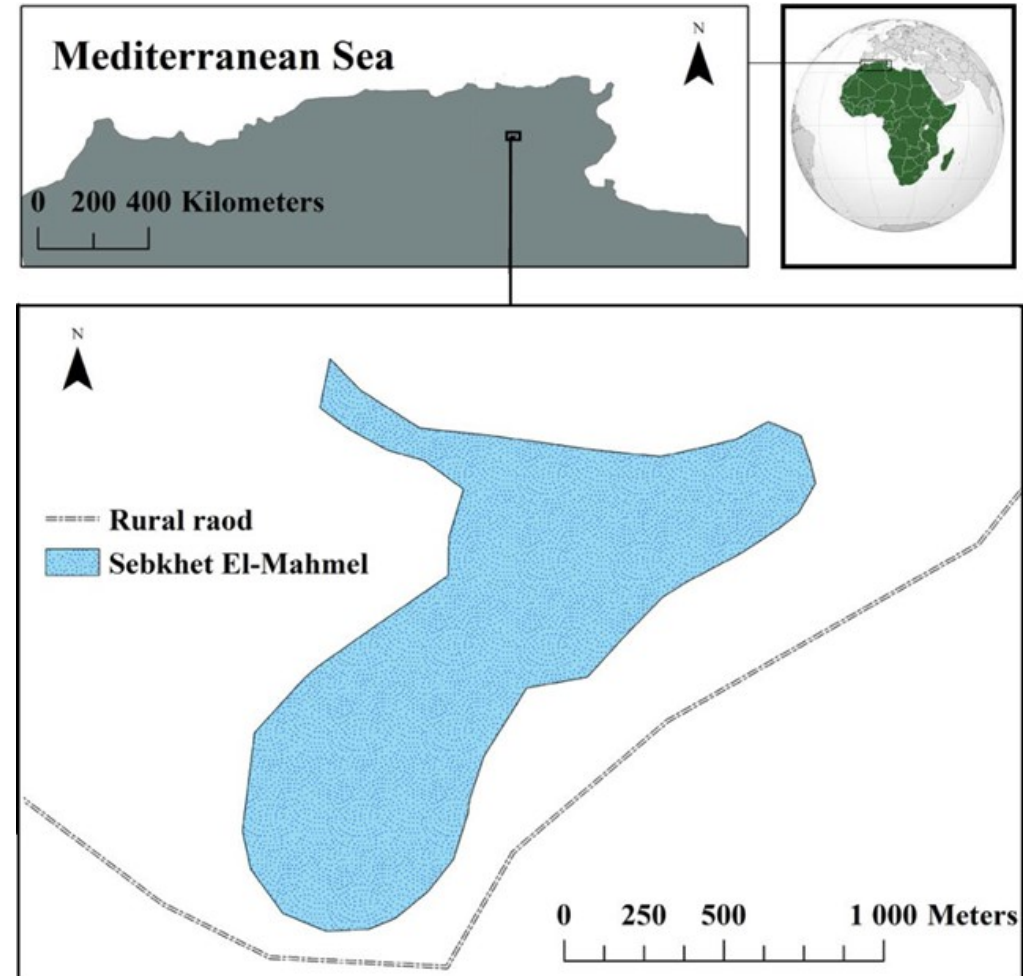 Mediterranean Sea
N
0 200 400 Kilometers
N
Rural raod
Sebkhet El-Mahmel
0 250 500 1 000 Meters